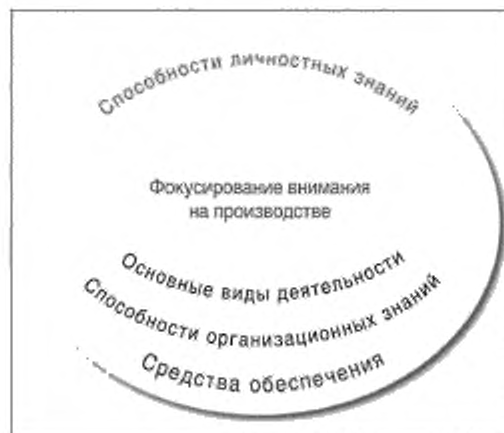 Способности личностных знаний
Фокусирование внимания
на производстве
Основные виды деятельности
Способности организационных знаний
Средства обеспечения